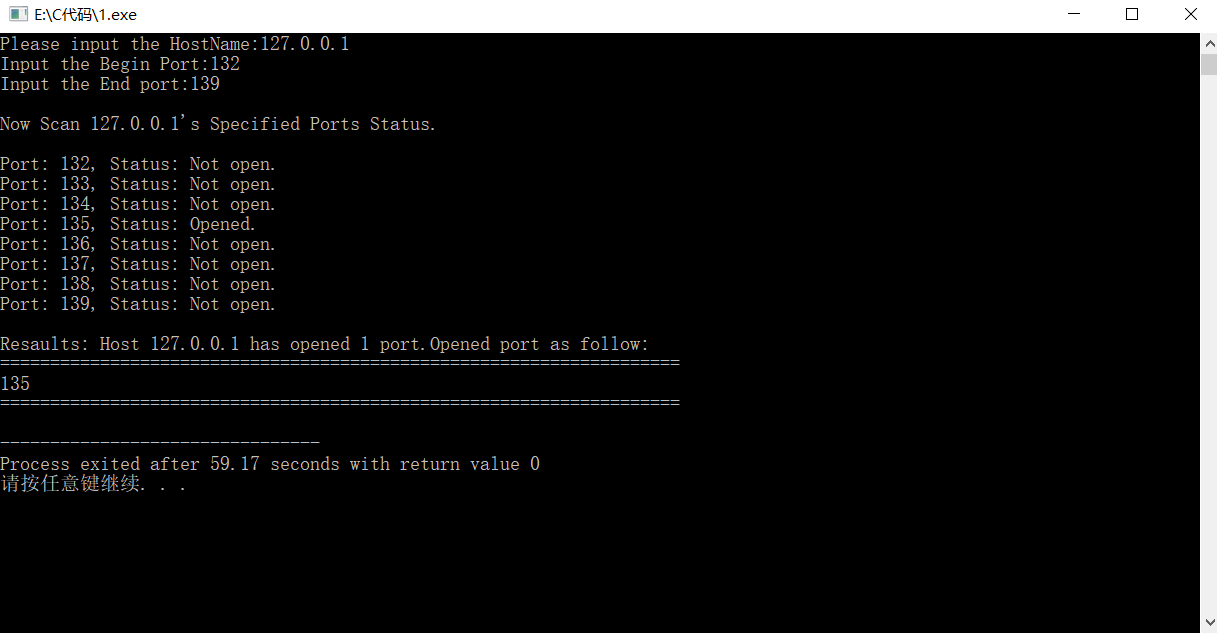 E:\C代码\1.exe
Please input the HostName:127.0.0.1
Input the Begin Port:132
Input the End port:139
Now Scan 127.0.0.1's Specified Ports Status.
Port: 132, Status: Not open.
Port: 133, Status: Not open.
Port: 134, Status: Not open.
Port: 135, Status: Opened.
Port: 136, Status: Not open.
Port: 137, Status: Not open.
Port: 138, Status: Not open.
Port: 139, Status: Not open.
Resaults: Host 127.0.0.1 has opened 1 port.Opened port as follow:
====================================================================
135
====================================================================
--------------------------------
Process exited after 59.17 seconds with return value 0
请按任意键继续. . .